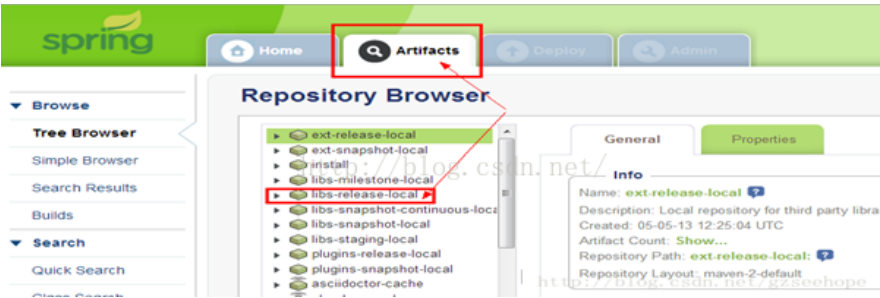 spring
Home
Artifacts
Deploy
Admin
Browse
Tree Browser
Simple Browser
Search Results
Builds
Search
Quick Search
Class Search
Repository Browser
ext-release-local
ext-snapshot-local
install
libs-milestone-local
libs-release-local
libs-snapshot-continuous-loca
libs-snapshot-local
libs-staging-local
plugins-release-local
plugins-snapshot-local
asciidoctor-cache
General
Properties
Info
Name: ext-release-local
Description: Local repository for third party libra
Created: 05-05-13 12:25:04 UTC
Artifact Count: Show...
Repository Path: ext-release-local:
Repository Layout: maven-2-default
http://blog.csdn.net/
http://blog.csdn.net/gzseehope